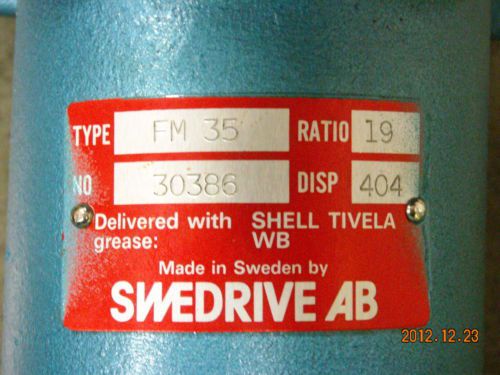 TYPE FM 35 RATIO 19
NO 30386 DISP 404
Delivered with SHELL TIVELA
grease: WB
Made in Sweden by
SWEDRIVE AB
2012.12.23